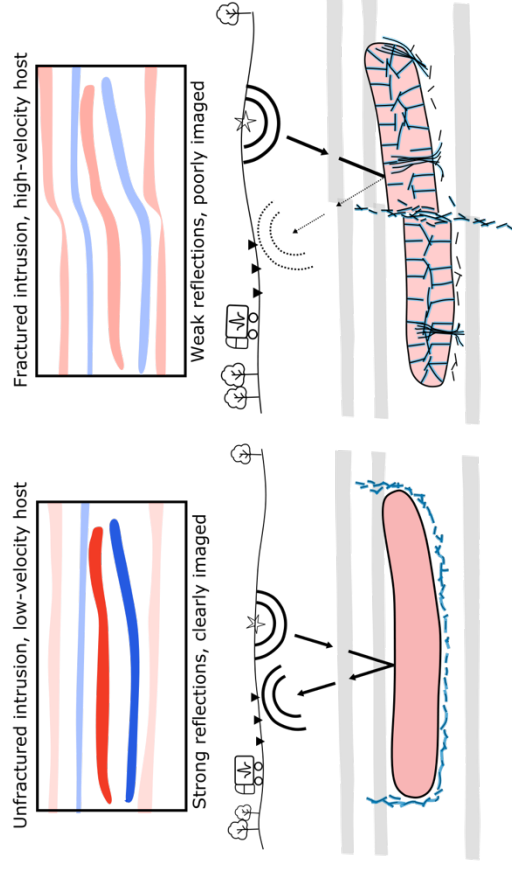 Unfractured intrusion, low-velocity host
Strong reflections, clearly imaged
Fractured intrusion, high-velocity host
Weak reflections, poorly imaged